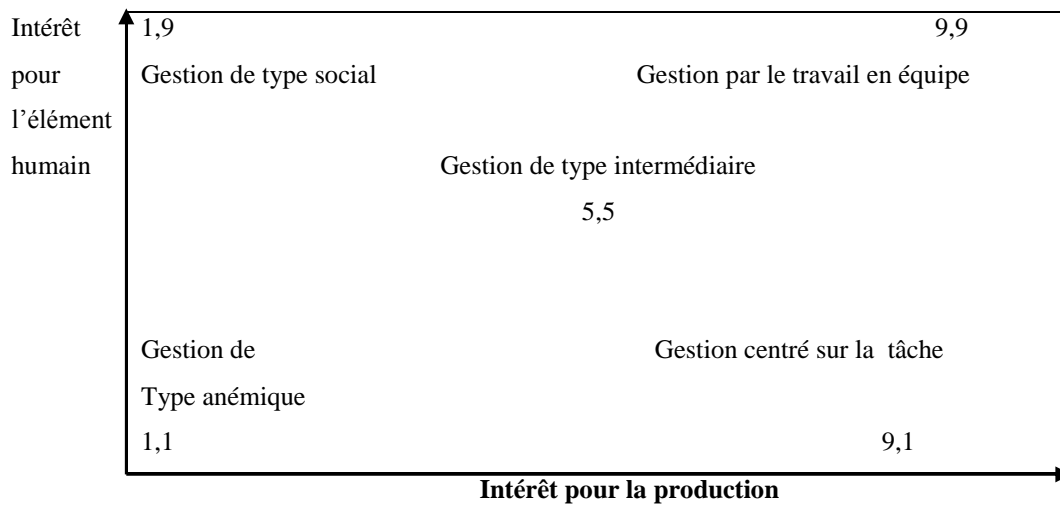 Intérêt
pour
l’élément
humain
1,9
9,9
Gestion de type social
Gestion par le travail en équipe
Gestion de type intermédiaire
5,5
Gestion de
Type anémique
1,1
Gestion centré sur la tâche
9,1
Intérêt pour la production